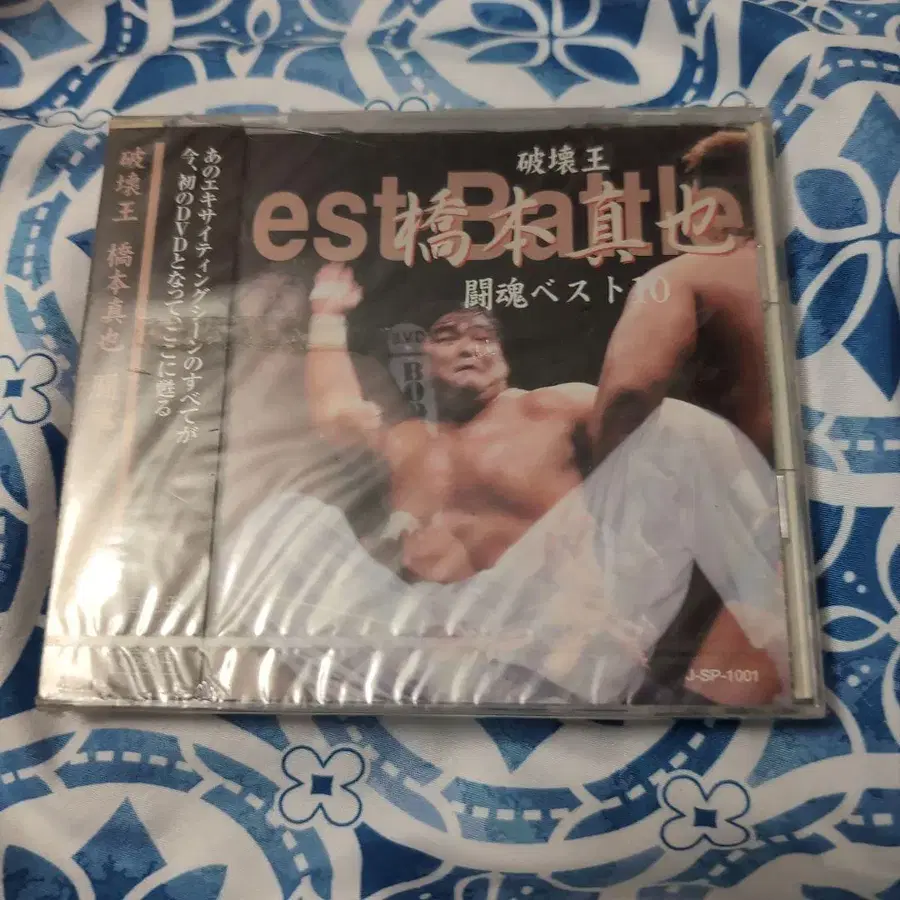 破壊王
est Battle
橋本真也
闘魂ベスト10
あのエキサイティングシーンのすべてが
今、初のDVDとなって、ここに甦る
破壊王 橋本真也 闘
J-SP-1001